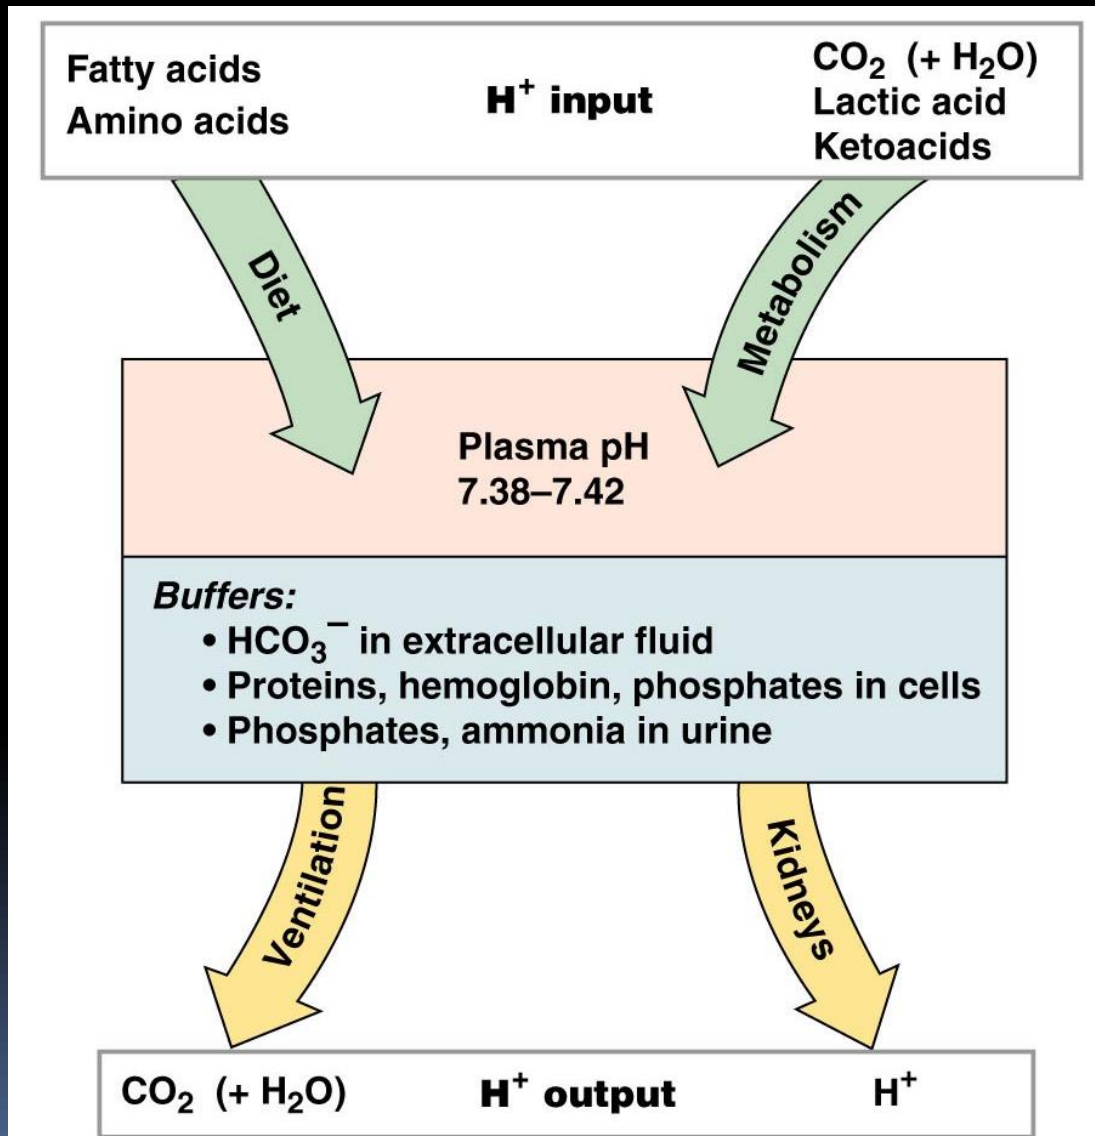 Fatty acids
Amino acids
H⁺ input
CO₂ (+ H₂O)
Lactic acid
Ketoacids
Diet
Metabolism
Plasma pH
7.38–7.42
Buffers:
• HCO₃⁻ in extracellular fluid
• Proteins, hemoglobin, phosphates in cells
• Phosphates, ammonia in urine
Ventilation
Kidneys
CO₂ (+ H₂O)
H⁺ output
H⁺